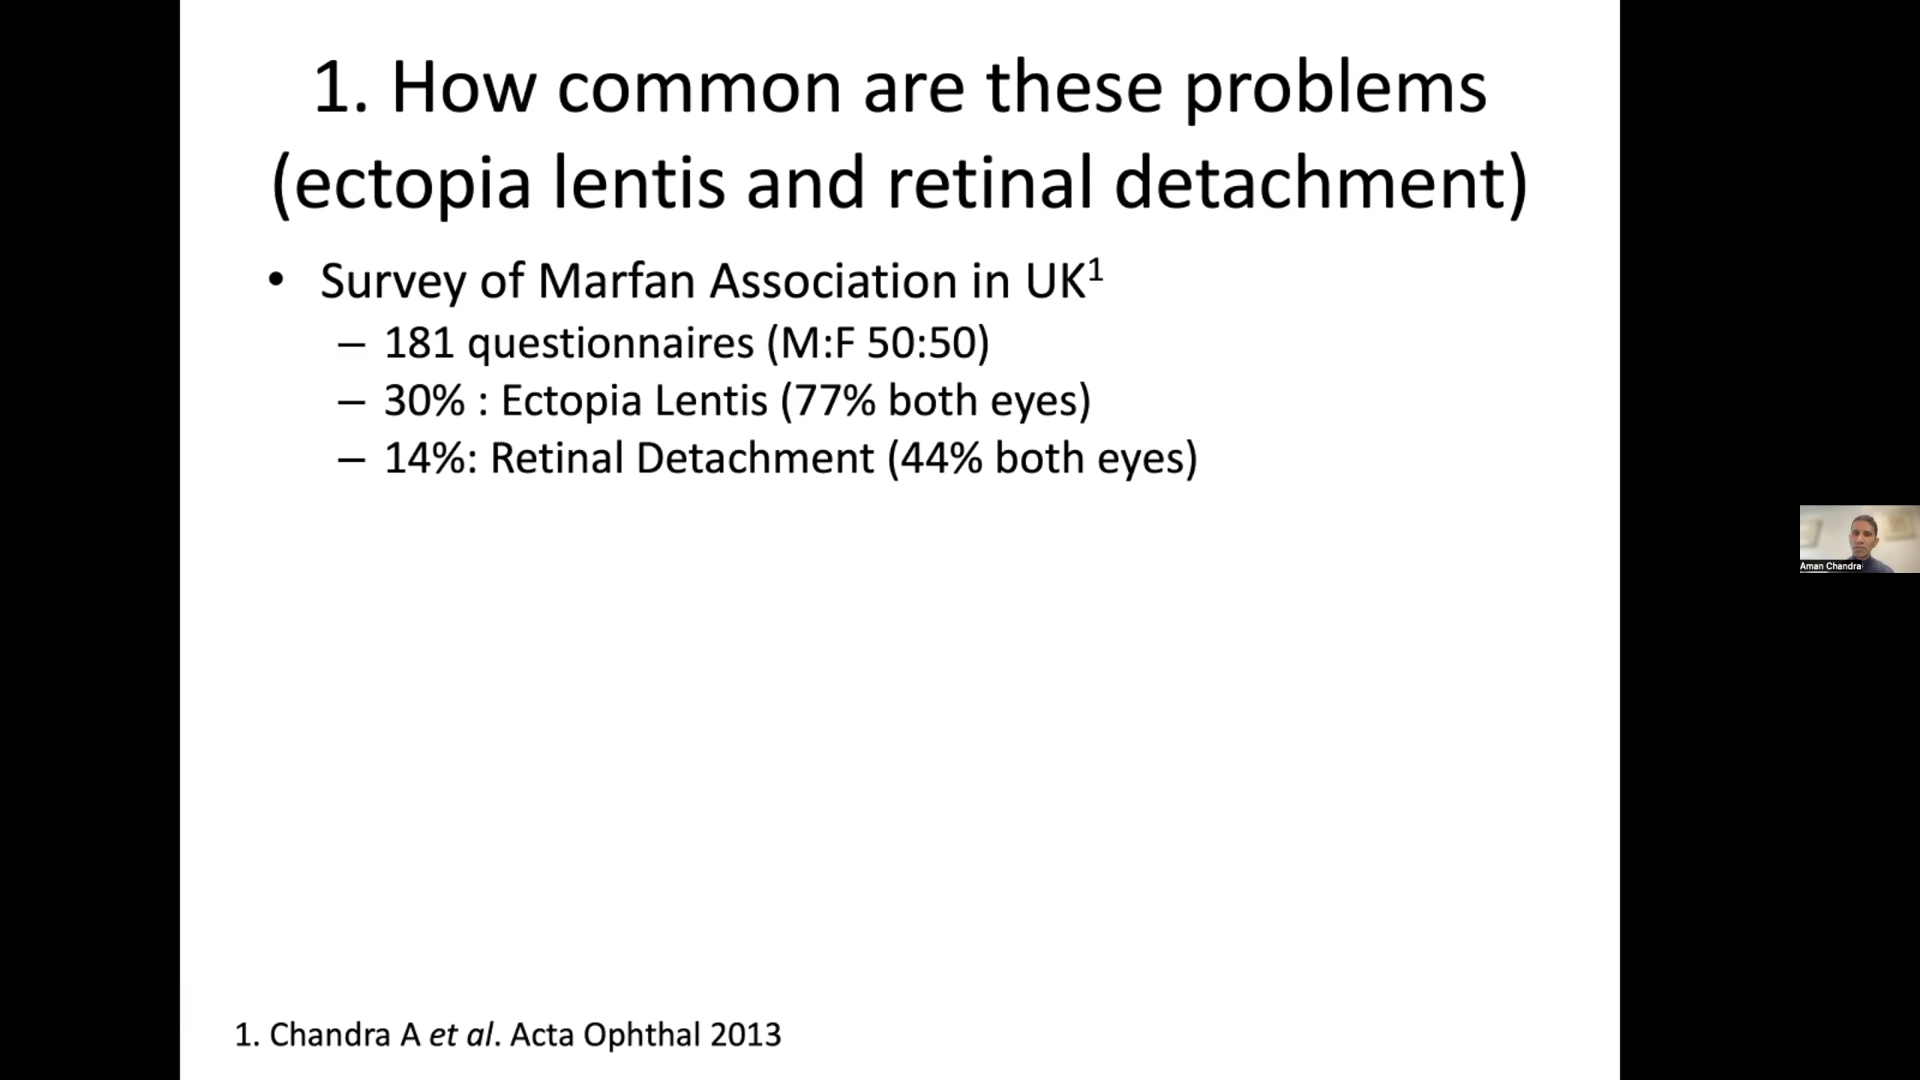 1. How common are these problems
(ectopia lentis and retinal detachment)
• Survey of Marfan Association in UK¹
– 181 questionnaires (M:F 50:50)
– 30% : Ectopia Lentis (77% both eyes)
– 14%: Retinal Detachment (44% both eyes)
Aman Chandra
1. Chandra A et al. Acta Ophthal 2013